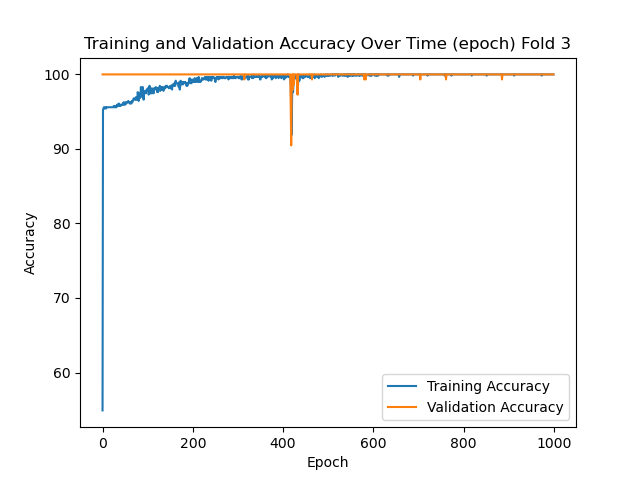 Training and Validation Accuracy Over Time (epoch) Fold 3
100
90
80
70
60
Accuracy
0
200
400
600
800
1000
Epoch
Training Accuracy
Validation Accuracy